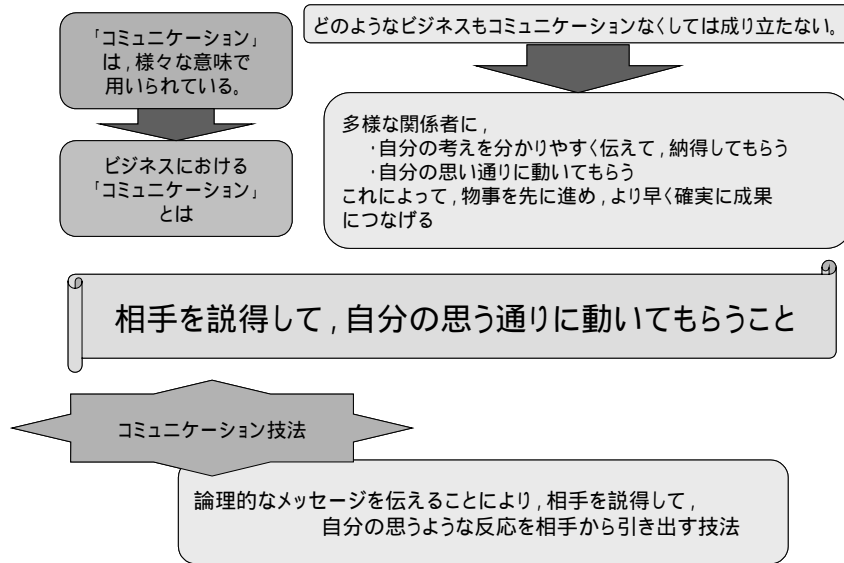 「コミュニケーション」
は,様々な意味で
用いられている。
ビジネスにおける
「コミュニケーション」
とは
どのようなビジネスもコミュニケーションなくしては成り立たない。
多様な関係者に,
・自分の考えを分かりやすく伝えて,納得してもらう
・自分の思い通りに動いてもらう
これによって,物事を先に進め,より早く確実に成果
につなげる
相手を説得して,自分の思う通りに動いてもらうこと
コミュニケーション技法
論理的なメッセージを伝えることにより,相手を説得して,
自分の思うような反応を相手から引き出す技法